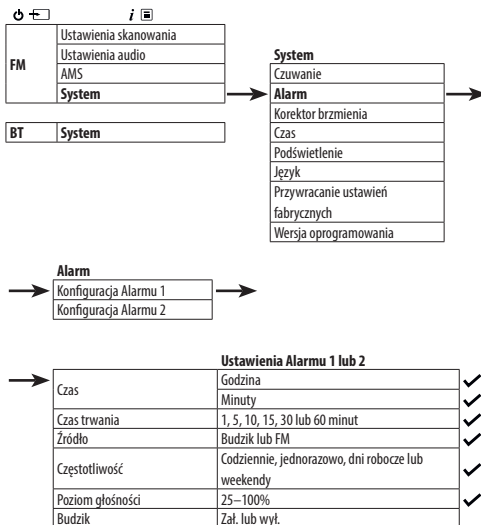 FM
Ustawienia skanowania
Ustawienia audio
AMS
System
BT System
System
Czuwanie
Alarm
Korektor brzmienia
Czas
Podświetlenie
Język
Przywracanie ustawień
fabrycznych
Wersja oprogramowania
Alarm
Konfiguracja Alarmu 1
Konfiguracja Alarmu 2
Ustawienia Alarmu 1 lub 2
Czas
Godzina
Minuty
Czas trwania 1, 5, 10, 15, 30 lub 60 minut
Źródło Budzik lub FM
Częstotliwość
Codziennie, jednorazowo, dni robocze lub
weekendy
Poziom głośności 25–100%
Budzik Zał. lub wył.